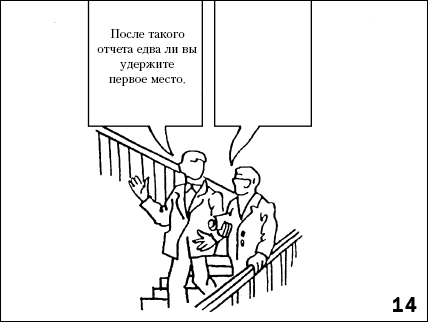 После такого
отчета едва ли вы
удержите
первое место.
14